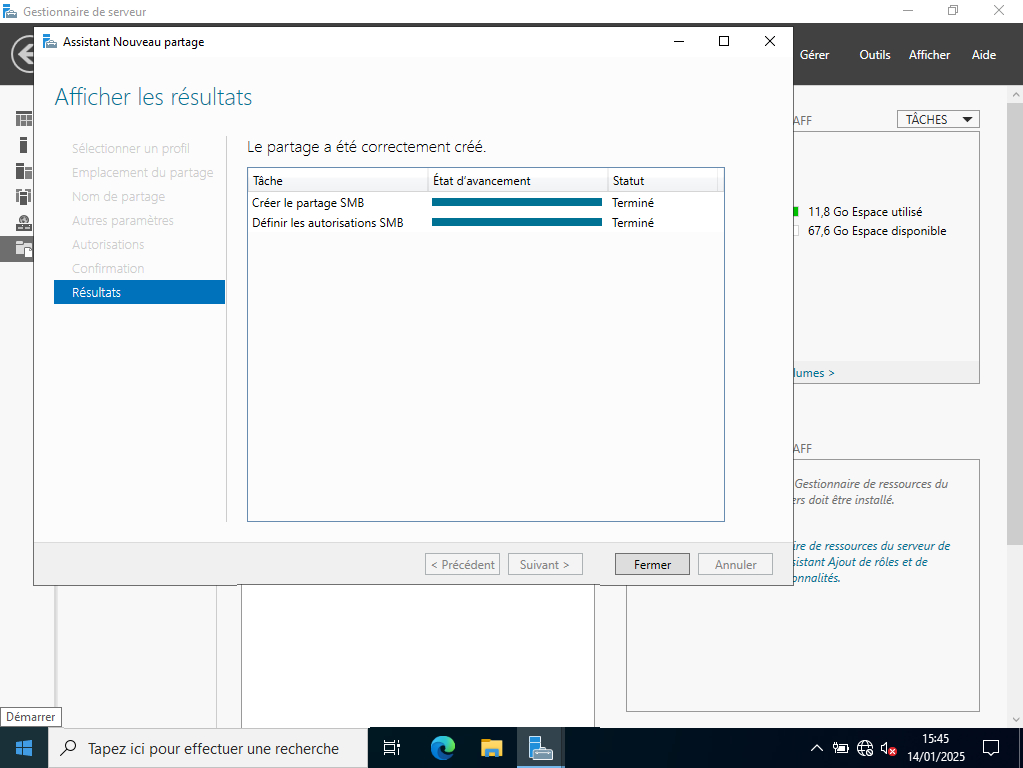 Gestionnaire de serveur
Assistant Nouveau partage
Gérer
Outils
Afficher
Aide
Afficher les résultats
AFF
TÂCHES
Sélectionner un profil
Emplacement du partage
Nom de partage
Autres paramètres
Autorisations
Confirmation
Résultats
Le partage a été correctement créé.
Tâche
État d'avancement
Statut
Créer le partage SMB
Terminé
Définir les autorisations SMB
Terminé
11,8 Go Espace utilisé
67,6 Go Espace disponible
lumes >
AFF
Gestionnaire de ressources du
ers doit être installé.
ire de ressources du serveur de
sistant Ajout de rôles et de
onnalités.
< Précédent
Suivant >
Fermer
Annuler
Démarrer
Tapez ici pour effectuer une recherche
15:45
14/01/2025